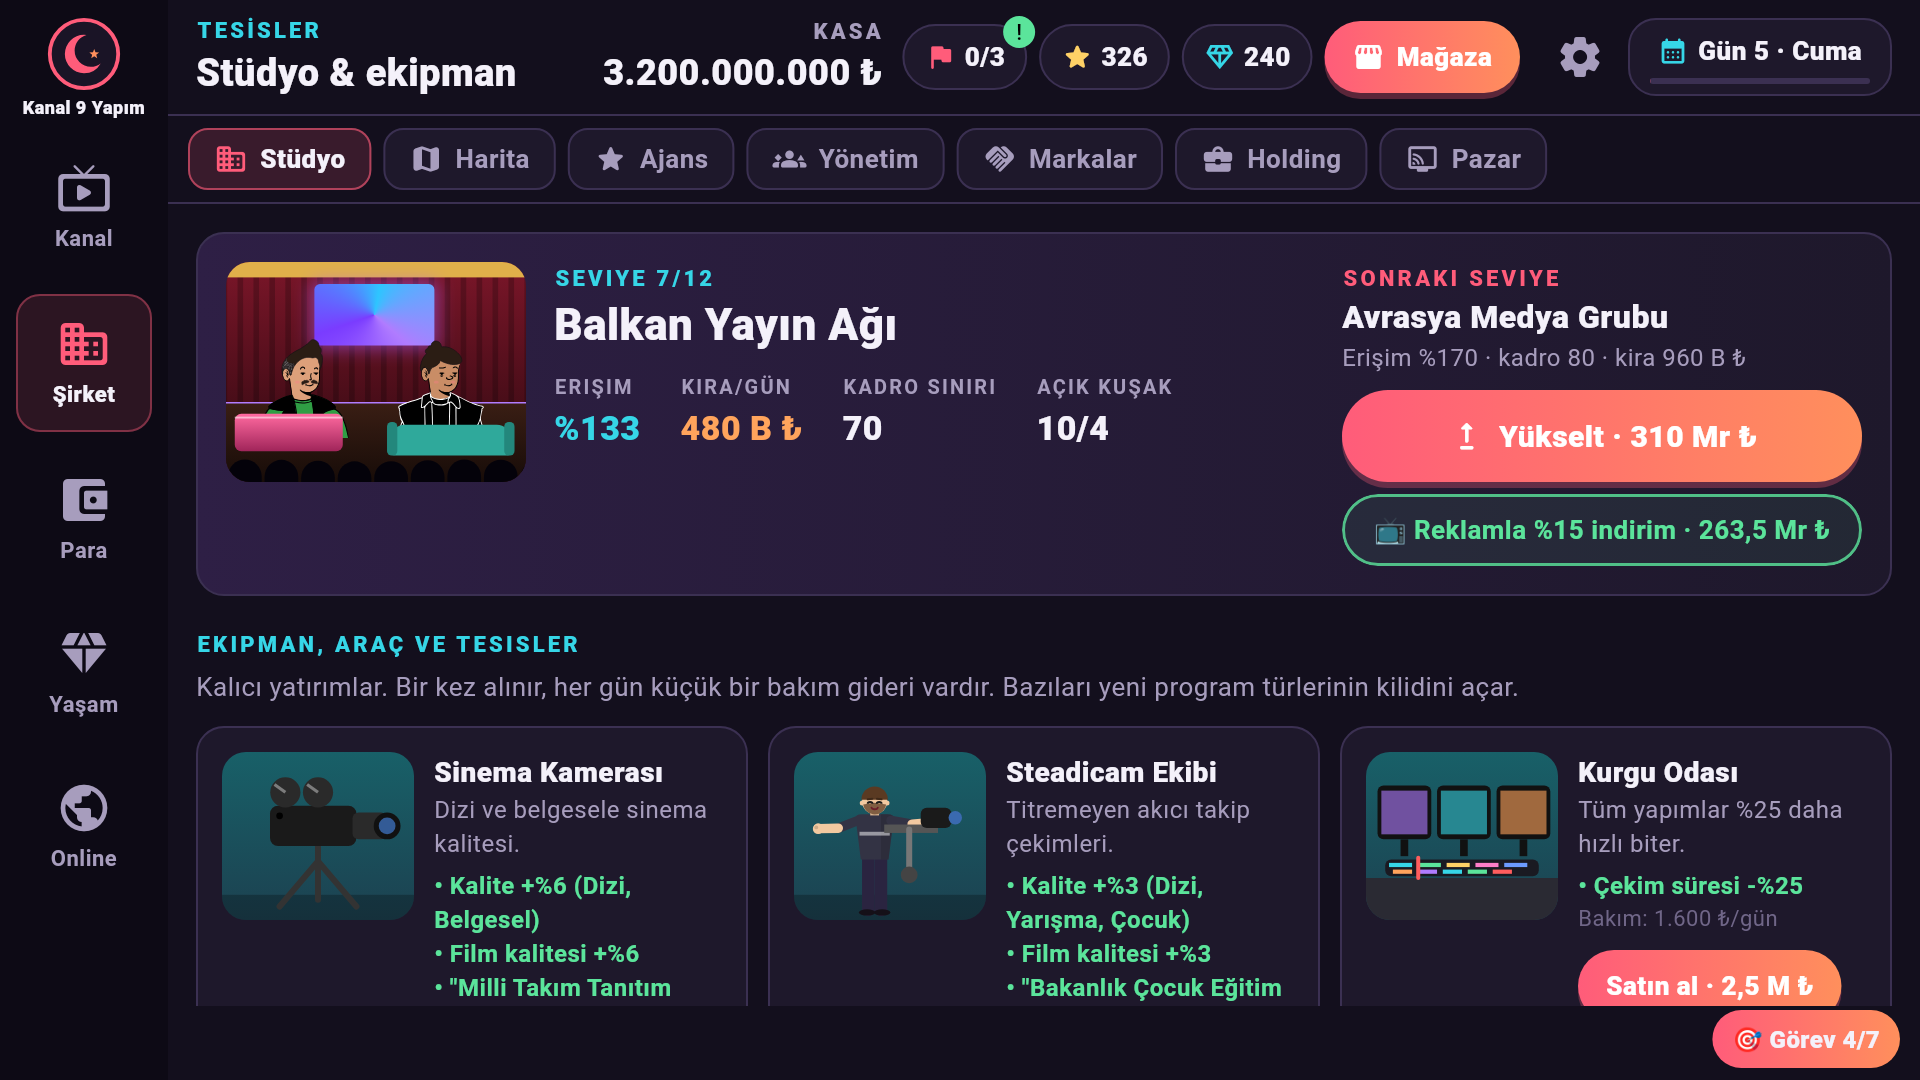 Kanal 9 Yapım
Kanal
Şirket
Para
Yaşam
Online
TESİSLER
Stüdyo & ekipman
KASA
3.200.000.000 ₺
0/3
!
326
240
Mağaza
Gün 5 · Cuma
Stüdyo
Harita
Ajans
Yönetim
Markalar
Holding
Pazar
SEVIYE 7/12
Balkan Yayın Ağı
ERIŞIM
%133
KIRA/GÜN
480 B ₺
KADRO SINIRI
70
AÇIK KUŞAK
10/4
SONRAKI SEVIYE
Avrasya Medya Grubu
Erişim %170 · kadro 80 · kira 960 B ₺
Yükselt · 310 Mr ₺
Reklamla %15 indirim · 263,5 Mr ₺
EKIPMAN, ARAÇ VE TESISLER
Kalıcı yatırımlar. Bir kez alınır, her gün küçük bir bakım gideri vardır. Bazıları yeni program türlerinin kilidini açar.
Sinema Kamerası
Dizi ve belgesele sinema
kalitesi.
• Kalite +%6 (Dizi,
Belgesel)
• Film kalitesi +%6
• "Milli Takım Tanıtım
Steadicam Ekibi
Titremeyen akıcı takip
çekimleri.
• Kalite +%3 (Dizi,
Yarışma, Çocuk)
• Film kalitesi +%3
• "Bakanlık Çocuk Eğitim
Kurgu Odası
Tüm yapımlar %25 daha
hızlı biter.
• Çekim süresi -%25
Bakım: 1.600 ₺/gün
Satın al · 2,5 M ₺
Görev 4/7